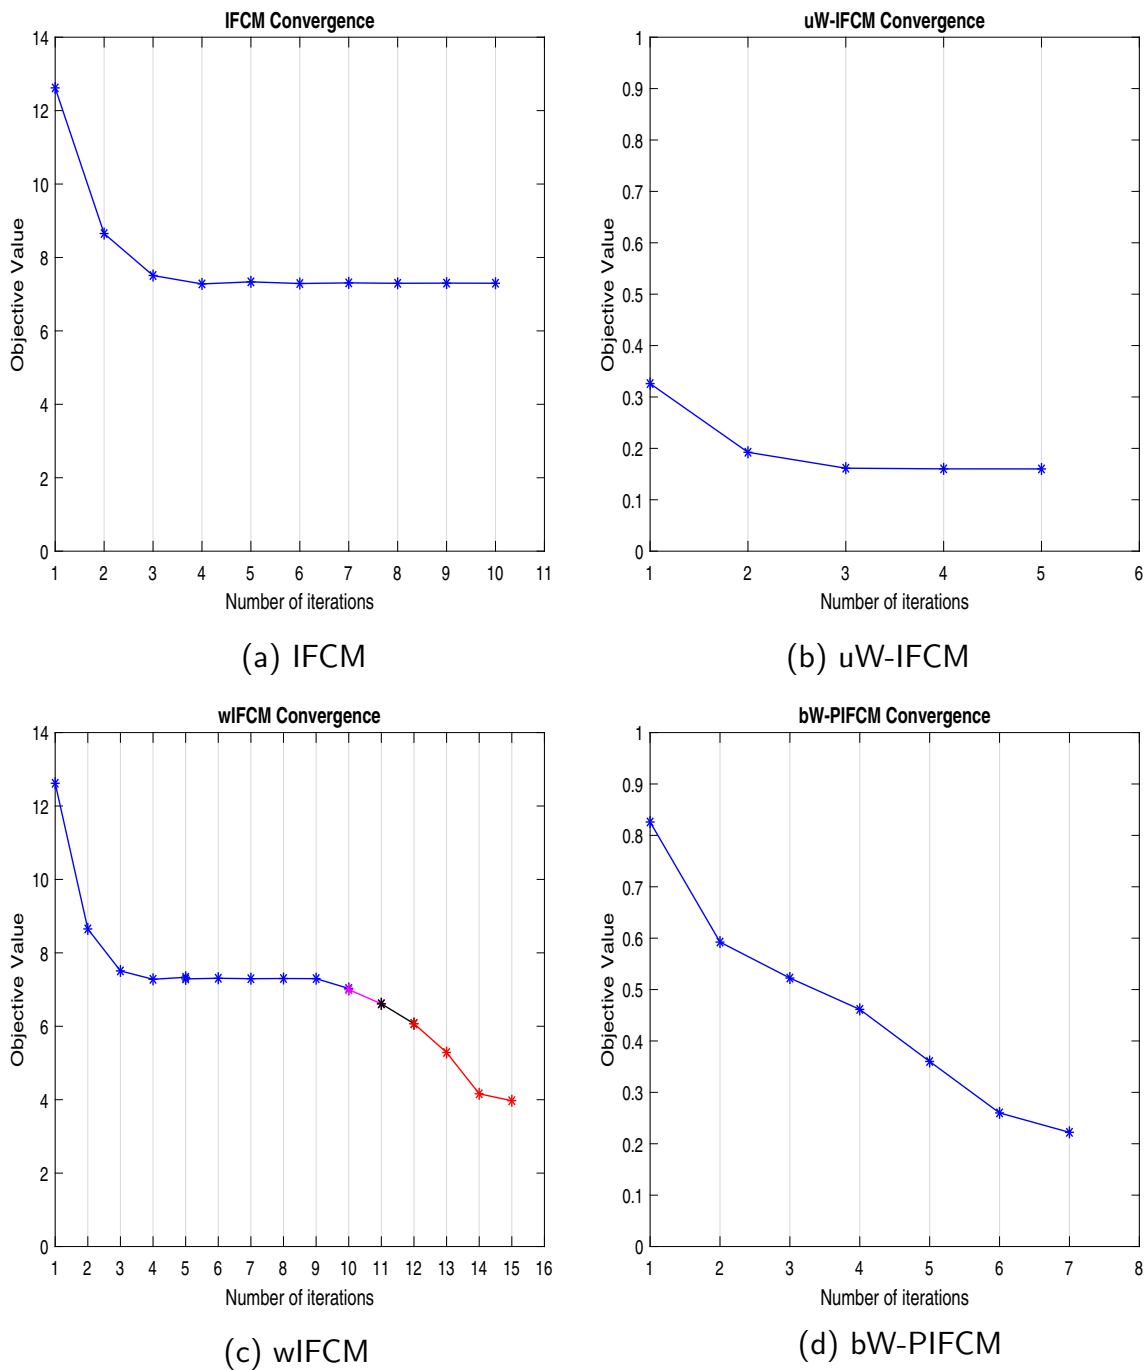 IFCM Convergence
14
12
10
8
6
4
2
0
Objective Value
1 2 3 4 5 6 7 8 9 10 11
Number of iterations
(a) IFCM
uW-IFCM Convergence
1
0.9
0.8
0.7
0.6
0.5
0.4
0.3
0.2
0.1
0
Objective Value
1 2 3 4 5 6
Number of iterations
(b) uW-IFCM
wIFCM Convergence
14
12
10
8
6
4
2
0
Objective Value
1 2 3 4 5 6 7 8 9 10 11 12 13 14 15 16
Number of iterations
(c) wIFCM
bW-PIFCM Convergence
1
0.9
0.8
0.7
0.6
0.5
0.4
0.3
0.2
0.1
0
Objective Value
1 2 3 4 5 6 7 8
Number of iterations
(d) bW-PIFCM